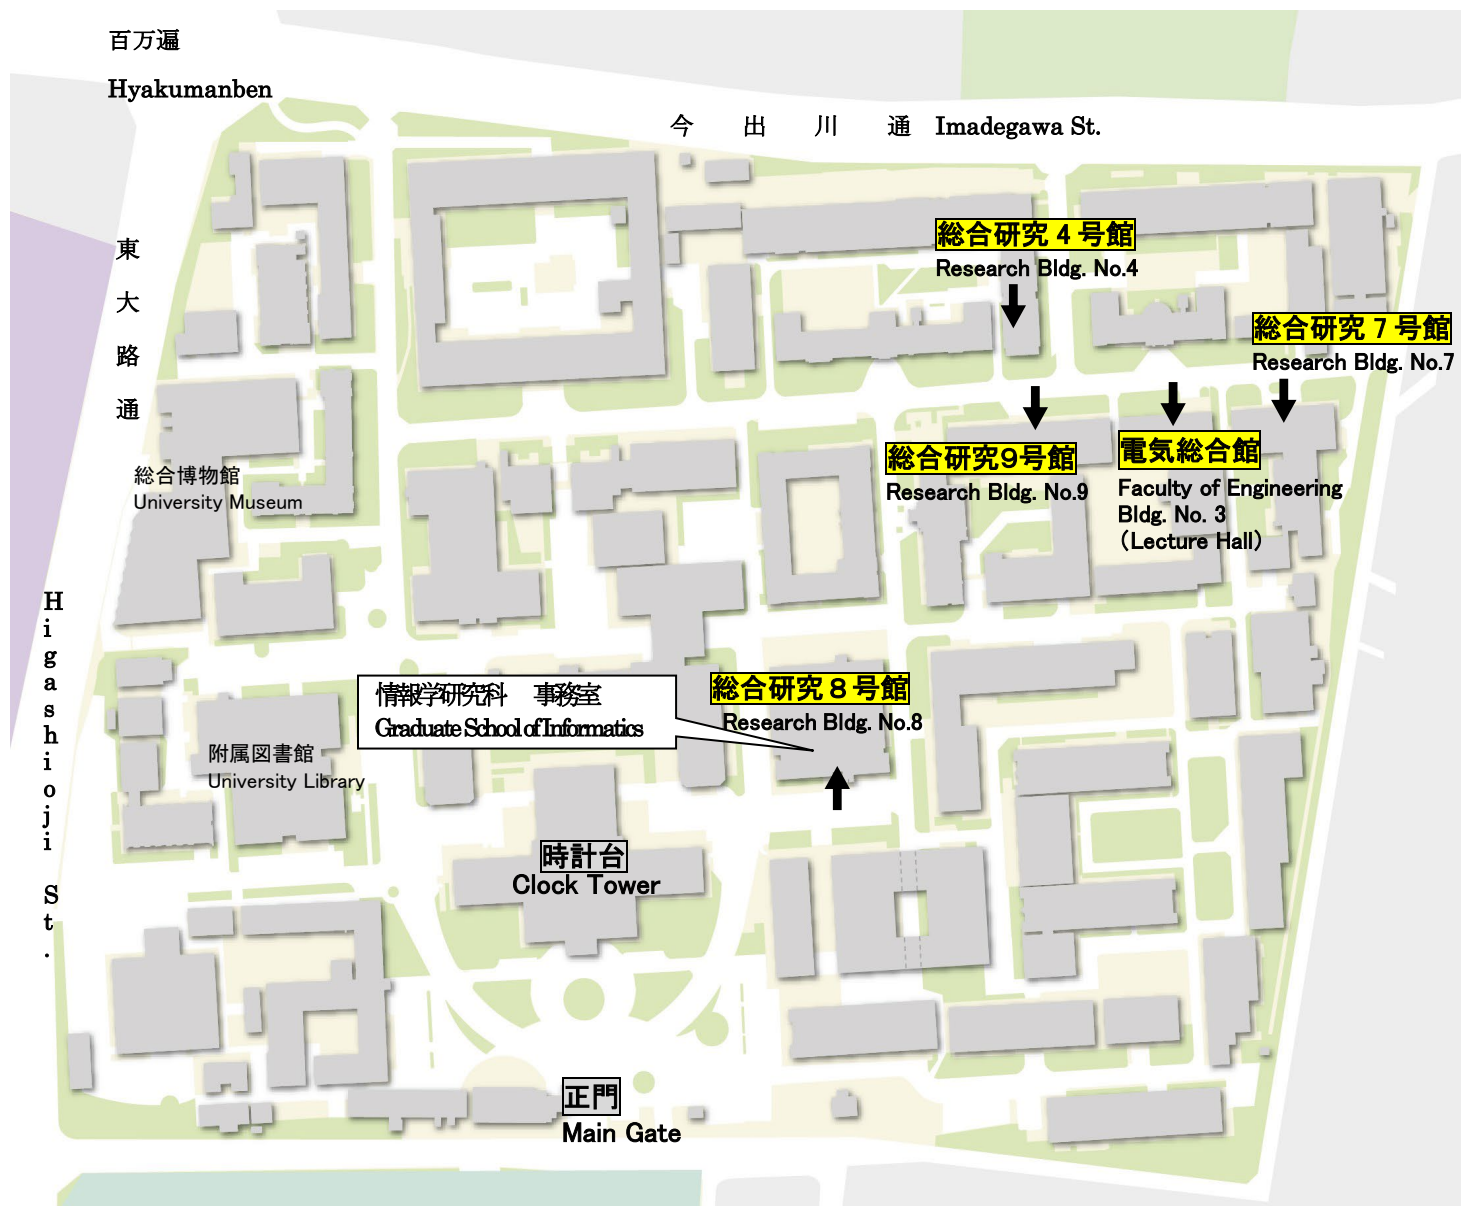 百万遍
Hyakumanben
今出川通 Imadegawa St.
東大路通
総合研究４号館
Research Bldg. No.4
総合研究７号館
Research Bldg. No.7
総合研究９号館
Research Bldg. No.9
電気総合館
Faculty of Engineering
Bldg. No. 3
（Lecture Hall）
総合博物館
University Museum
Higashioji St.
情報学研究科　事務室
Graduate School of Informatics
総合研究８号館
Research Bldg. No.8
附属図書館
University Library
時計台
Clock Tower
正門
Main Gate